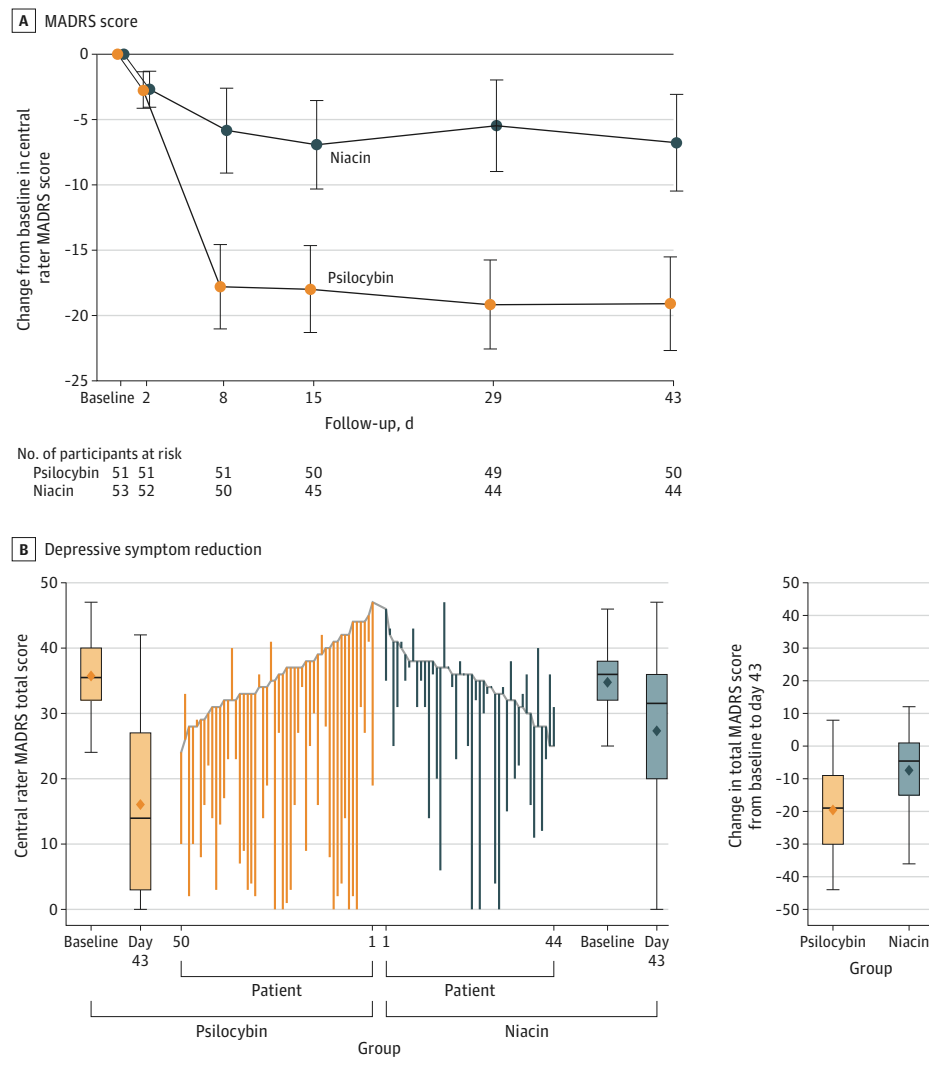 A MADRS score
Change from baseline in central
rater MADRS score
0
-5
-10
-15
-20
-25
Niacin
Psilocybin
Baseline 2 8 15 29 43
Follow-up, d
No. of participants at risk
Psilocybin 51 51 51 50 49 50
Niacin 53 52 50 45 44 44
B Depressive symptom reduction
Central rater MADRS total score
50
40
30
20
10
0
Baseline Day 50 1 1 44 Baseline Day
43 43
Patient Patient
Psilocybin Niacin
Group
Change in total MADRS score
from baseline to day 43
50
40
30
20
10
0
-10
-20
-30
-40
-50
Psilocybin Niacin
Group